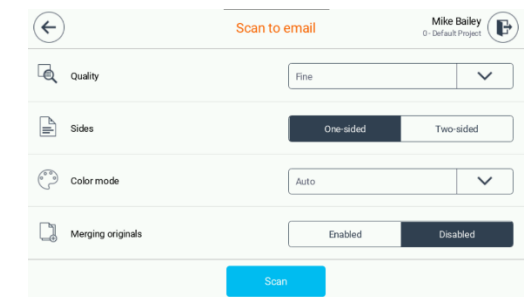 Scan to email
Mike Bailey
0 - Default Project
Quality
Fine
Sides
One-sided
Two-sided
Color mode
Auto
Merging originals
Enabled
Disabled
Scan